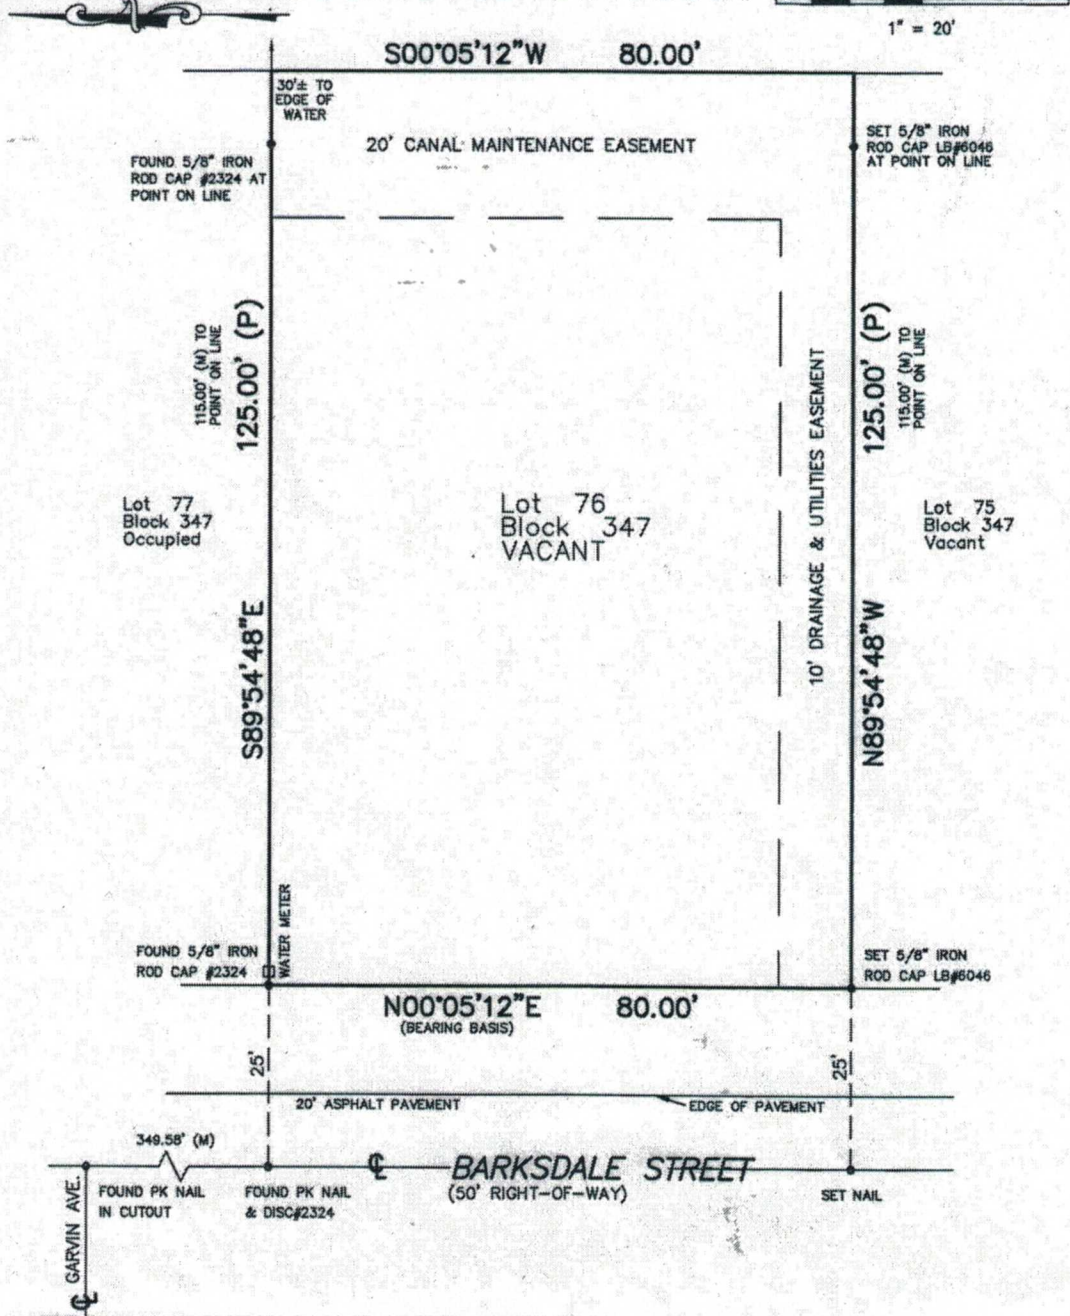 1" = 20'
S00°05'12"W 80.00'
30'± TO
EDGE OF
WATER
20' CANAL MAINTENANCE EASEMENT
FOUND 5/8" IRON
ROD CAP #2324 AT
POINT ON LINE
SET 5/8" IRON
ROD CAP LB#6046
AT POINT ON LINE
115.00' (M) TO
POINT ON LINE
125.00' (P)
S89°54'48"E
Lot 77
Block 347
Occupied
Lot 76
Block 347
VACANT
10' DRAINAGE & UTILITIES EASEMENT
125.00' (P)
N89°54'48"W
115.00' (M) TO
POINT ON LINE
Lot 75
Block 347
Vacant
WATER METER
FOUND 5/8" IRON
ROD CAP #2324
SET 5/8" IRON
ROD CAP LB#6046
N00°05'12"E 80.00'
(BEARING BASIS)
25'
25'
20' ASPHALT PAVEMENT
EDGE OF PAVEMENT
349.58' (M)
℄ BARKSDALE STREET
(50' RIGHT-OF-WAY)
FOUND PK NAIL
IN CUTOUT
FOUND PK NAIL
& DISC#2324
SET NAIL
℄ GARVIN AVE.